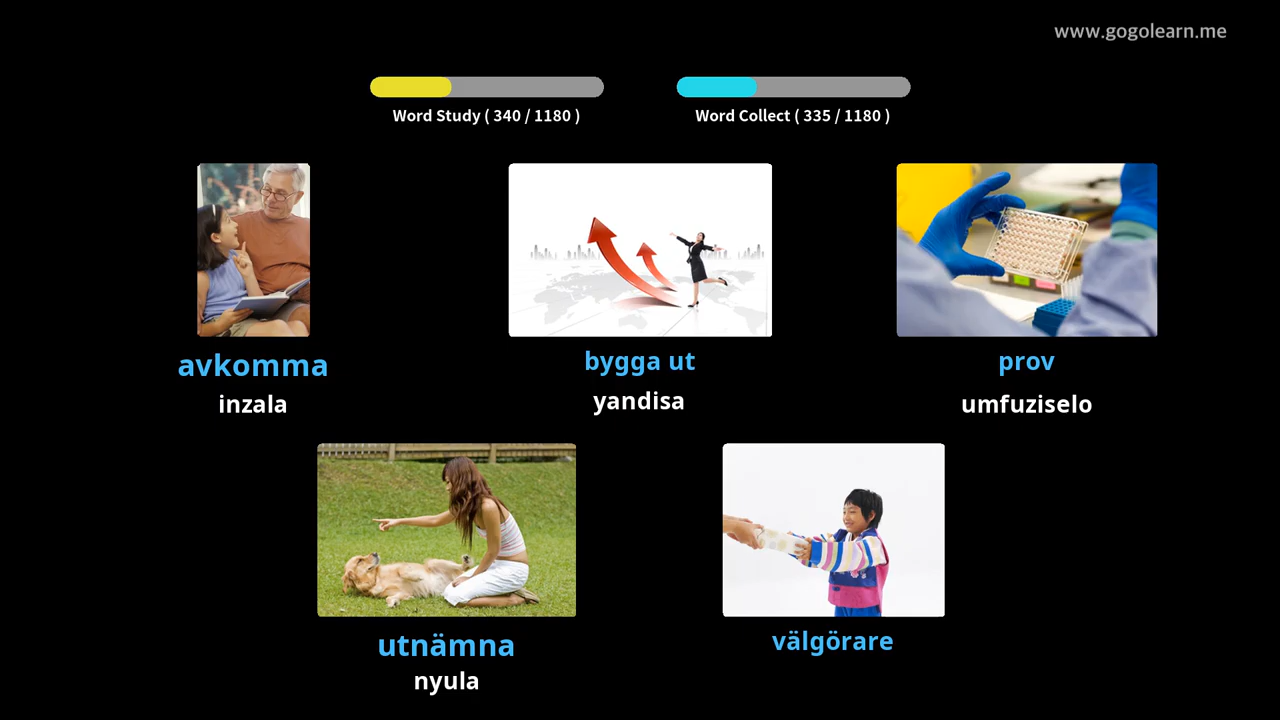 www.gogolearn.me
Word Study ( 340 / 1180 )
Word Collect ( 335 / 1180 )
avkomma
inzala
bygga ut
yandisa
prov
umfuziselo
utnämna
nyula
välgörare